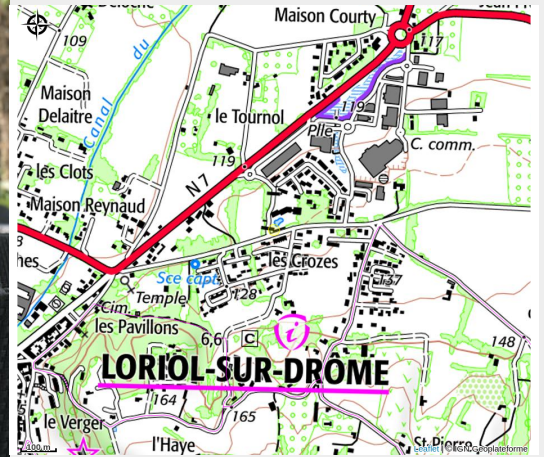 Maison Courty
117
109
du
Maison
Delaitre
Canal
le Tournol
119
Plle
C. comm.
119
les Clots
N 7
Maison Reynaud
les Crozes
Sce capt.
128
137
Cim.
Temple
les Pavillons
6,6
C
i
148
LORIOL-SUR-DROME
164
165
le Verger
l'Haye
St-Pierre
100 m
Leaflet | © IGN-Geoplateforme